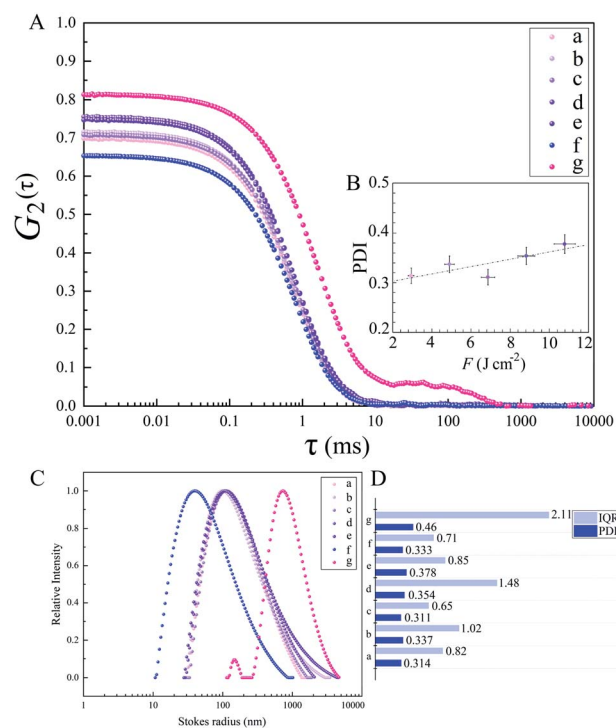 A
1.0
0.9
0.8
0.7
0.6
0.5
0.4
0.3
0.2
0.1
0.0
G2(τ)
0.001 0.01 0.1 1 10 100 1000 10000
τ (ms)
a
b
c
d
e
f
g
B
0.5
0.4
0.3
0.2
PDI
2 4 6 8 10 12
F (J cm-2)
C
1.0
0.8
0.6
0.4
0.2
0.0
Relative Intensity
1 10 100 1000 10000
Stokes radius (nm)
a
b
c
d
e
f
g
D
IQR
PDI
g 2.11
0.46
f 0.71
0.333
e 0.85
0.378
d 1.48
0.354
c 0.65
0.311
b 1.02
0.337
a 0.82
0.314